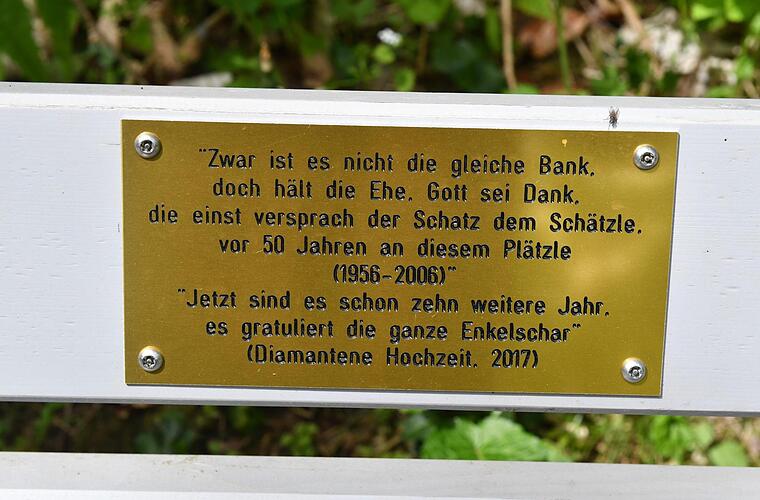 "Zwar ist es nicht die gleiche Bank,
doch hält die Ehe, Gott sei Dank,
die einst versprach der Schatz dem Schätzle,
vor 50 Jahren an diesem Plätzle
(1956-2006)"
"Jetzt sind es schon zehn weitere Jahr,
es gratuliert die ganze Enkelschar"
(Diamantene Hochzeit, 2017)